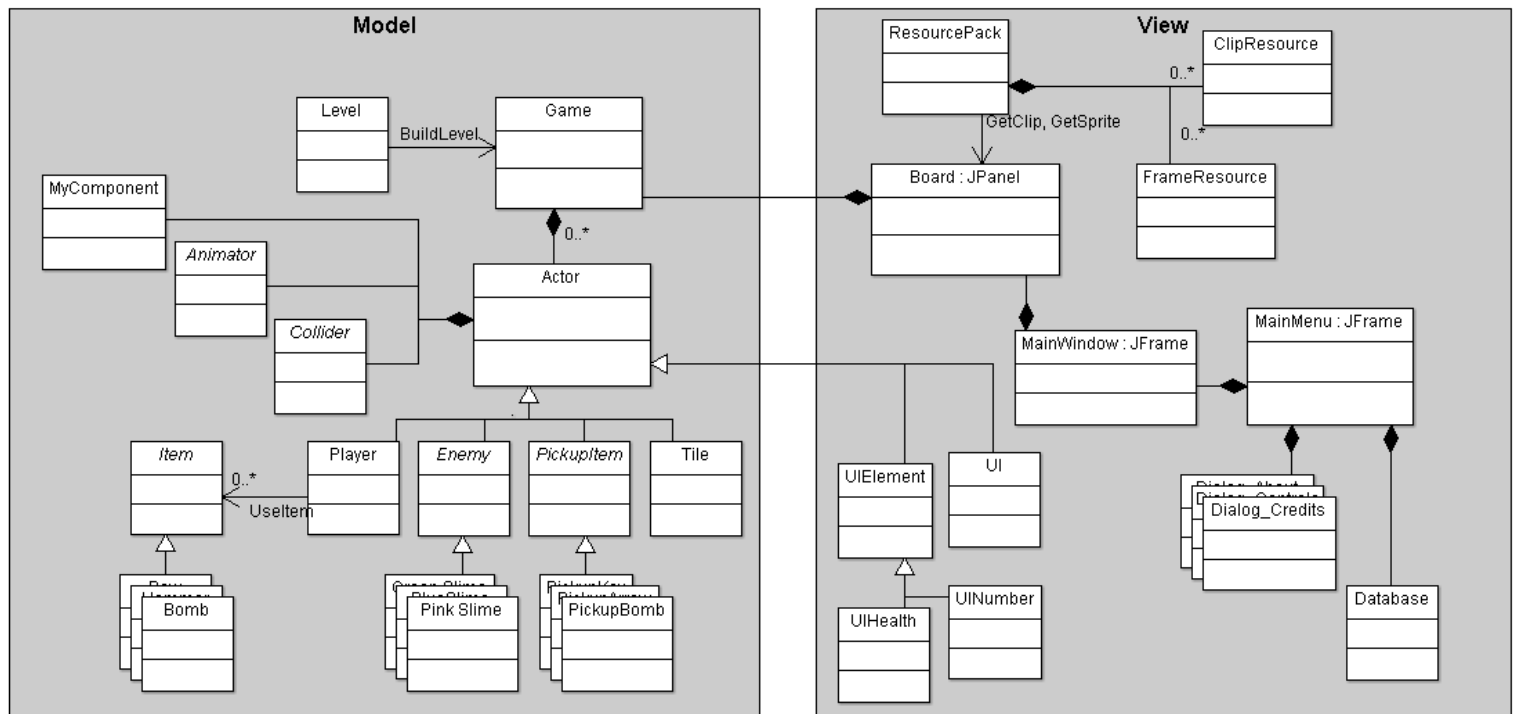 Model
Level
BuildLevel
Game
MyComponent
Animator
Collider
0..*
Actor
Item
0..*
UseItem
Player
Enemy
PickupItem
Tile
Bomb
Pink Slime
PickupBomb
View
ResourcePack
0..*
ClipResource
GetClip, GetSprite
0..*
Board : JPanel
FrameResource
MainWindow : JFrame
MainMenu : JFrame
UIElement
UI
Dialog_Controls
Dialog_Credits
UIHealth
UINumber
Database